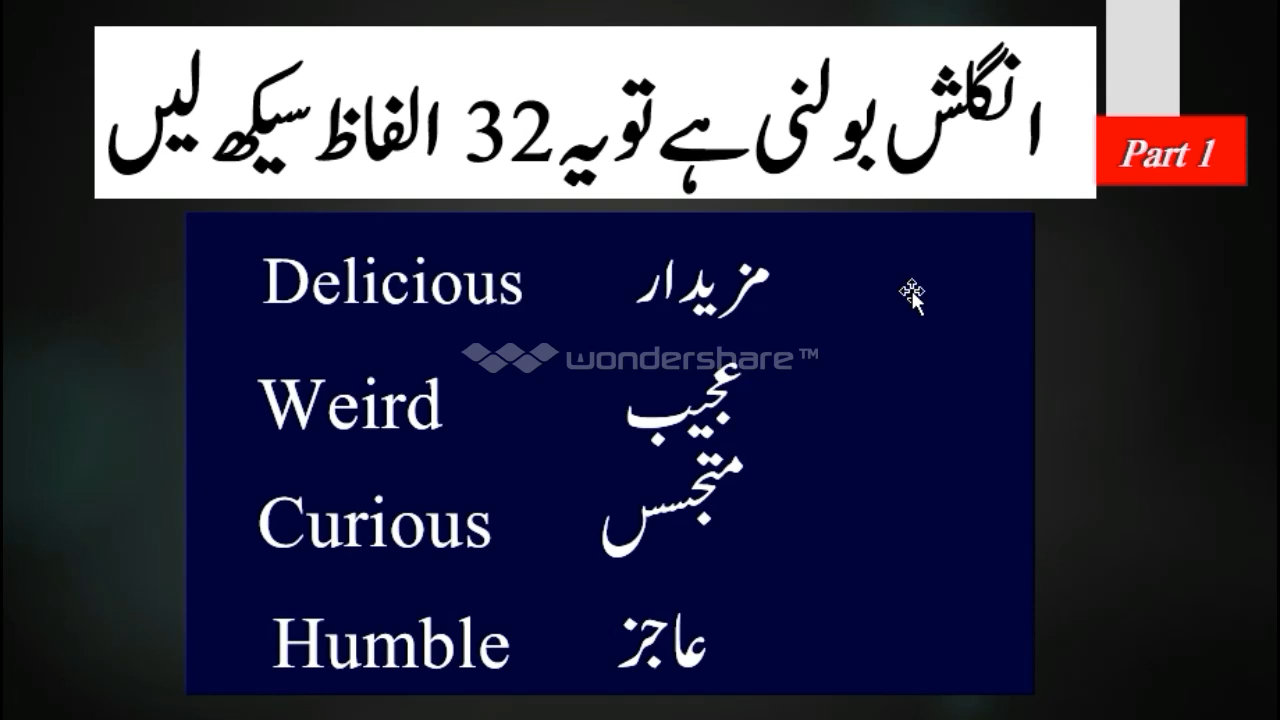 انگلش بولنی ہے تو یہ 32 الفاظ سیکھ لیں
Part 1
Delicious مزیدار
wondershare™
Weird عجیب
Curious متجسس
Humble عاجز